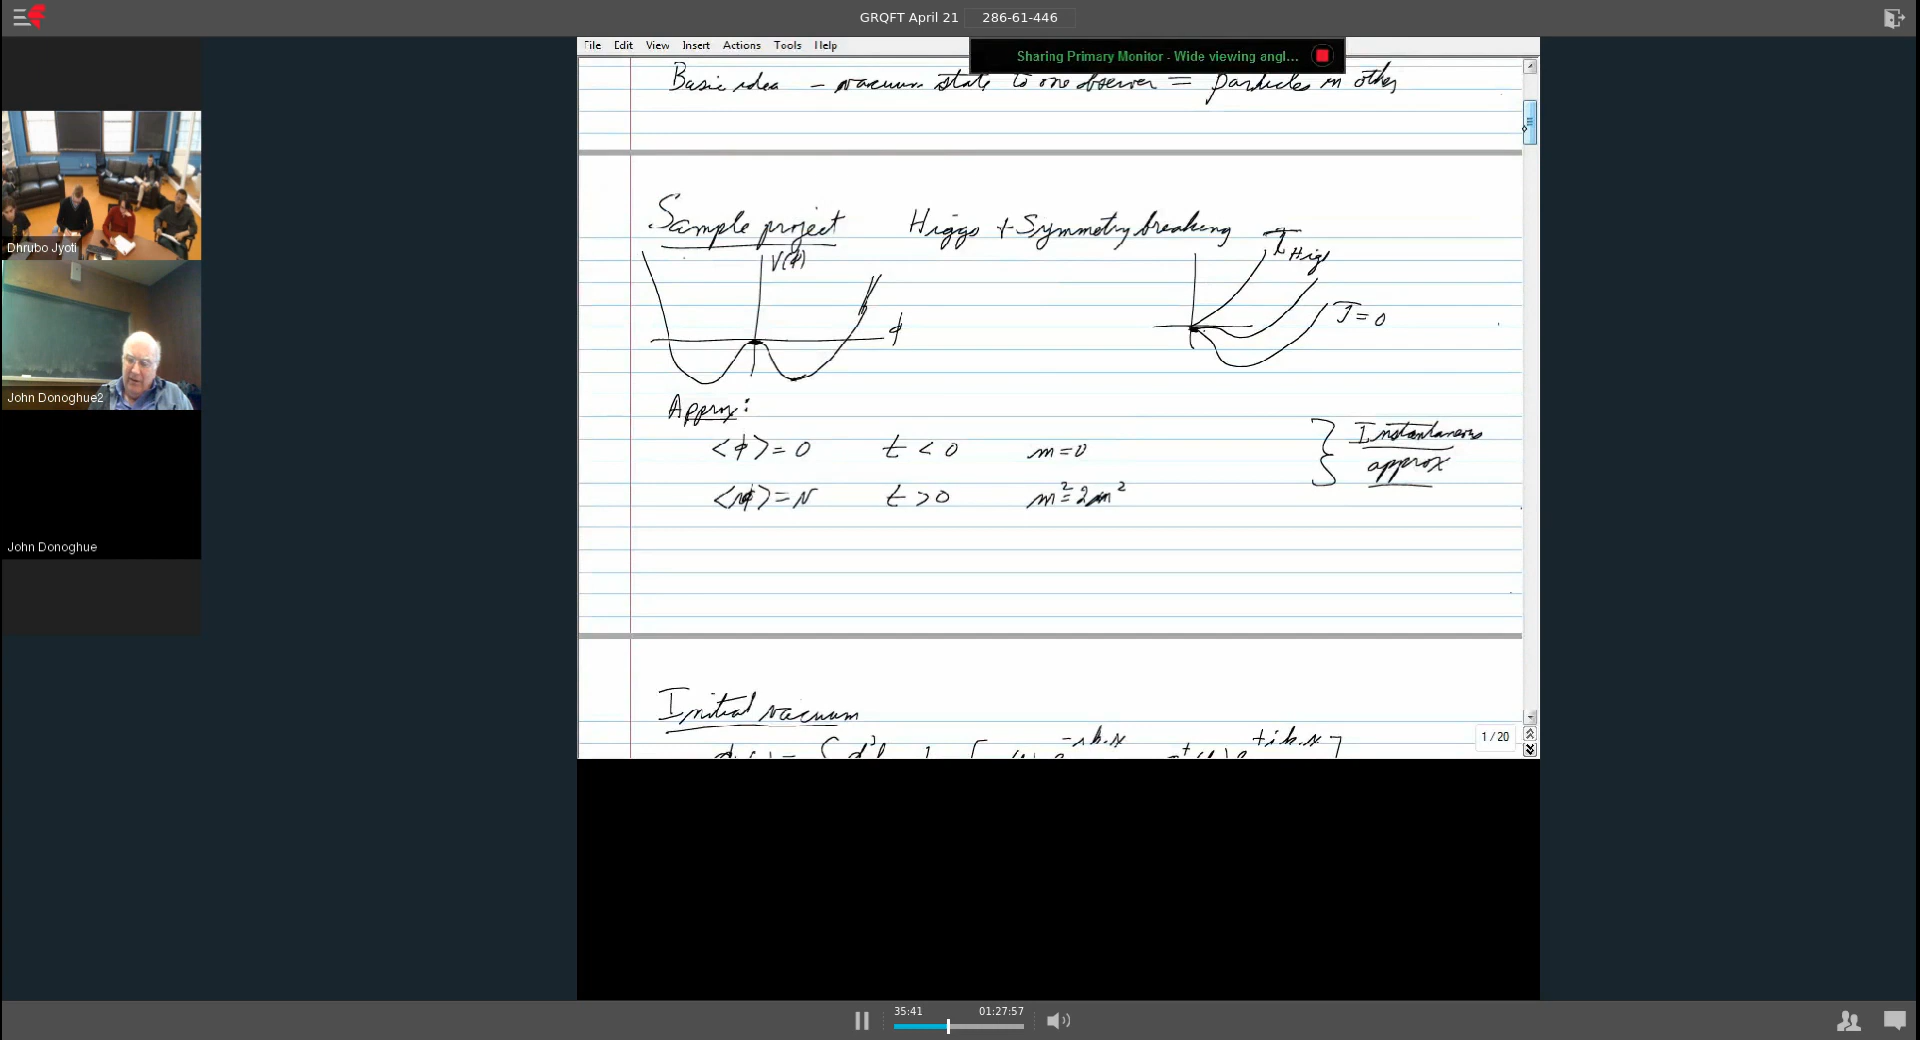 GRQFT April 21 286-61-446
File Edit View Insert Actions Tools Help
Sharing Primary Monitor - Wide viewing angl...
Basic idea - vacuum state to one observer = particles in other
Dhrubo Jyoti
John Donoghue2
John Donoghue
Sample project Higgs + Symmetry breaking
V(φ)
φ
T High
T=0
Approx:
<φ>=0 t<0 m=0
<φ>=v t>0 m²=2m²
} Instantaneous
approx
Initial vacuum
1 / 20
35:41 01:27:57